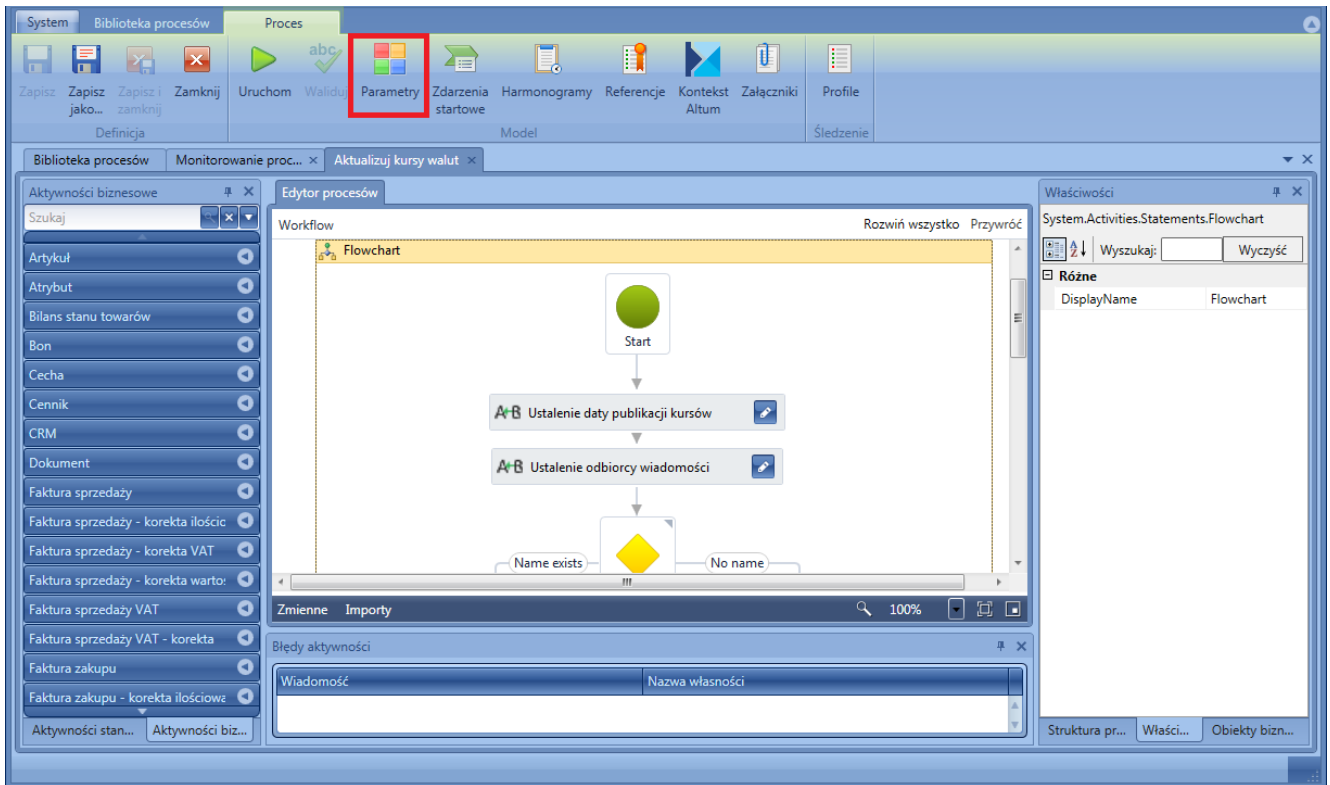 System Biblioteka procesów Proces
abc
Zapisz Zapisz jako... Zapisz i zamknij Zamknij Uruchom Waliduj Parametry Zdarzenia startowe Harmonogramy Referencje Kontekst Altum Załączniki Profile
Definicja Model Śledzenie
Biblioteka procesów Monitorowanie proc... Aktualizuj kursy walut
Aktywności biznesowe
Szukaj
Artykuł
Atrybut
Bilans stanu towarów
Bon
Cecha
Cennik
CRM
Dokument
Faktura sprzedaży
Faktura sprzedaży - korekta ilościc
Faktura sprzedaży - korekta VAT
Faktura sprzedaży - korekta warto:
Faktura sprzedaży VAT
Faktura sprzedaży VAT - korekta
Faktura zakupu
Faktura zakupu - korekta ilościowa
Aktywności stan... Aktywności biz...
Edytor procesów
Workflow Rozwiń wszystko Przywróć
Flowchart
Start
A+B Ustalenie daty publikacji kursów
A+B Ustalenie odbiorcy wiadomości
Name exists No name
Zmienne Importy 100%
Błędy aktywności
Wiadomość Nazwa własności
Właściwości
System.Activities.Statements.Flowchart
A Z Wyszukaj: Wyczyść
Różne
DisplayName Flowchart
Struktura pr... Właści... Obiekty bizn...